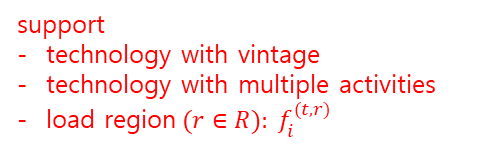 support
- technology with vintage
- technology with multiple activities
- load region (r ∈ R): f_i^(t,r)